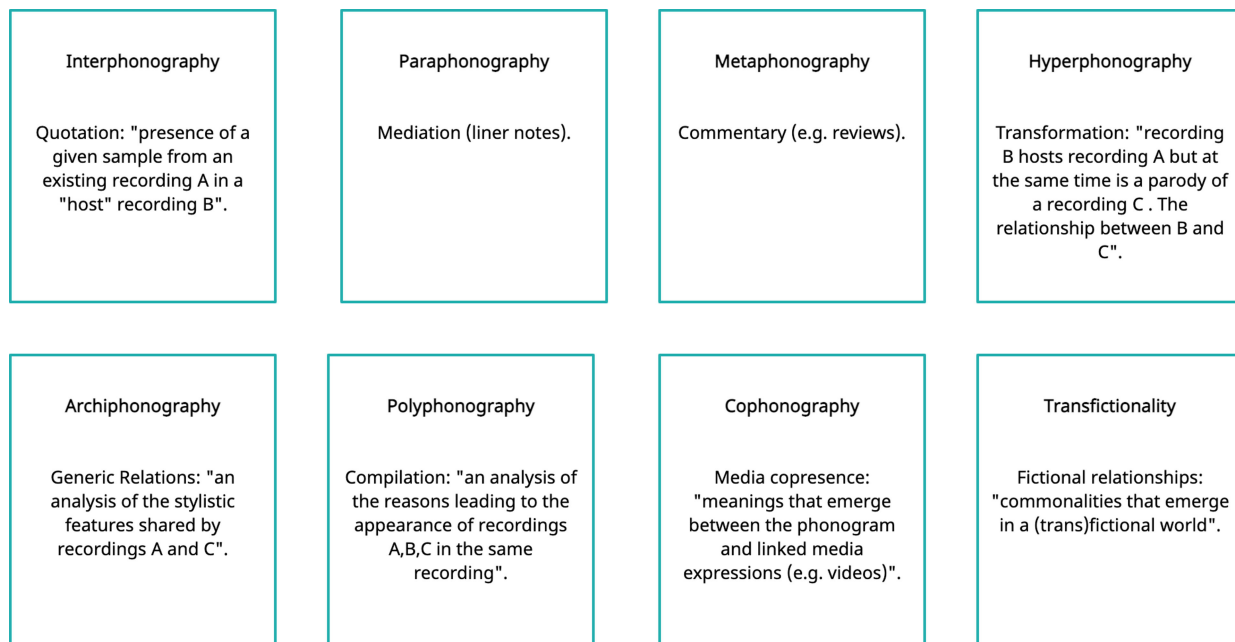 Interphonography
Quotation: "presence of a
given sample from an
existing recording A in a
"host" recording B".
Paraphonography
Mediation (liner notes).
Metaphonography
Commentary (e.g. reviews).
Hyperphonography
Transformation: "recording
B hosts recording A but at
the same time is a parody of
a recording C . The
relationship between B and
C".
Archiphonography
Generic Relations: "an
analysis of the stylistic
features shared by
recordings A and C".
Polyphonography
Compilation: "an analysis of
the reasons leading to the
appearance of recordings
A,B,C in the same
recording".
Cophonography
Media copresence:
"meanings that emerge
between the phonogram
and linked media
expressions (e.g. videos)".
Transfictionality
Fictional relationships:
"commonalities that emerge
in a (trans)fictional world".